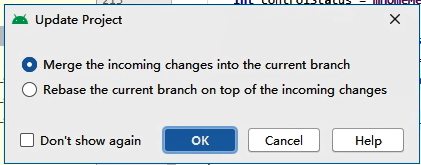 Update Project
Merge the incoming changes into the current branch
Rebase the current branch on top of the incoming changes
Don't show again
OK
Cancel
Help